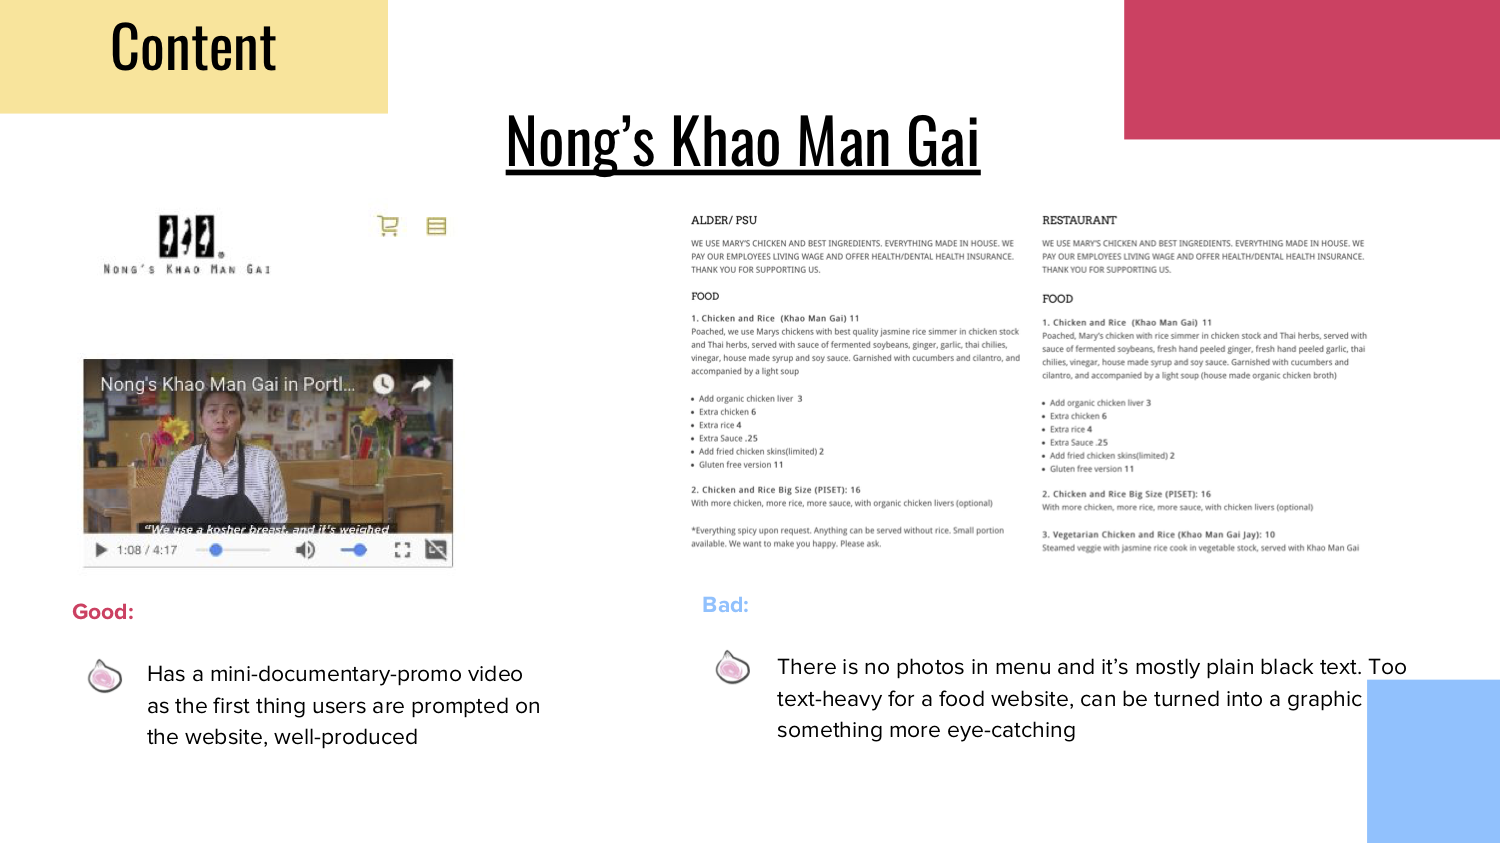 Content
Nong’s Khao Man Gai
NONG'S KHAO MAN GAI
Nong's Khao Man Gai in Portl...
“We use a kosher breast, and it's weighed
1:08 / 4:17
ALDER/ PSU
WE USE MARY'S CHICKEN AND BEST INGREDIENTS. EVERYTHING MADE IN HOUSE. WE
PAY OUR EMPLOYEES LIVING WAGE AND OFFER HEALTH/DENTAL HEALTH INSURANCE.
THANK YOU FOR SUPPORTING US.
FOOD
1. Chicken and Rice (Khao Man Gai) 11
Poached, we use Marys chickens with best quality jasmine rice simmer in chicken stock
and Thai herbs, served with sauce of fermented soybeans, ginger, garlic, thai chilies,
vinegar, house made syrup and soy sauce. Garnished with cucumbers and cilantro, and
accompanied by a light soup
• Add organic chicken liver 3
• Extra chicken 6
• Extra rice 4
• Extra Sauce .25
• Add fried chicken skins(limited) 2
• Gluten free version 11
2. Chicken and Rice Big Size (PISET): 16
With more chicken, more rice, more sauce, with organic chicken livers (optional)
*Everything spicy upon request. Anything can be served without rice. Small portion
available. We want to make you happy. Please ask.
RESTAURANT
WE USE MARY'S CHICKEN AND BEST INGREDIENTS. EVERYTHING MADE IN HOUSE. WE
PAY OUR EMPLOYEES LIVING WAGE AND OFFER HEALTH/DENTAL HEALTH INSURANCE.
THANK YOU FOR SUPPORTING US.
FOOD
1. Chicken and Rice (Khao Man Gai) 11
Poached, Mary's chicken with rice simmer in chicken stock and Thai herbs, served with
sauce of fermented soybeans, fresh hand peeled ginger, fresh hand peeled garlic, thai
chilies, vinegar, house made syrup and soy sauce. Garnished with cucumbers and
cilantro, and accompanied by a light soup (house made organic chicken broth)
• Add organic chicken liver 3
• Extra chicken 6
• Extra rice 4
• Extra Sauce .25
• Add fried chicken skins(limited) 2
• Gluten free version 11
2. Chicken and Rice Big Size (PISET): 16
With more chicken, more rice, more sauce, with chicken livers (optional)
3. Vegetarian Chicken and Rice (Khao Man Gai Jay): 10
Steamed veggie with jasmine rice cook in vegetable stock, served with Khao Man Gai
Good:
Has a mini-documentary-promo video
as the first thing users are prompted on
the website, well-produced
Bad:
There is no photos in menu and it’s mostly plain black text. Too
text-heavy for a food website, can be turned into a graphic
something more eye-catching